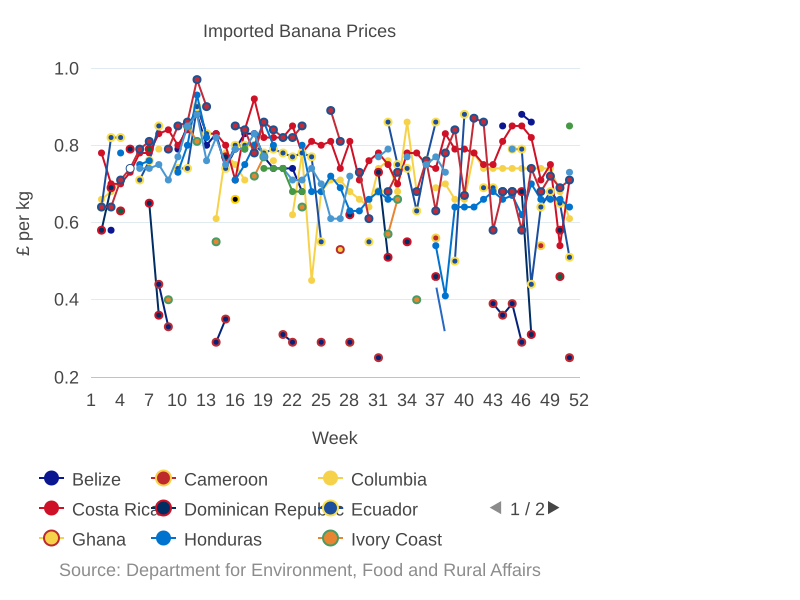 Imported Banana Prices
£ per kg
1.0
0.8
0.6
0.4
0.2
1 4 7 10 13 16 19 22 25 28 31 34 37 40 43 46 49 52
Week
Belize Cameroon Columbia
Costa Rica Dominican Republic Ecuador 1 / 2
Ghana Honduras Ivory Coast
Source: Department for Environment, Food and Rural Affairs